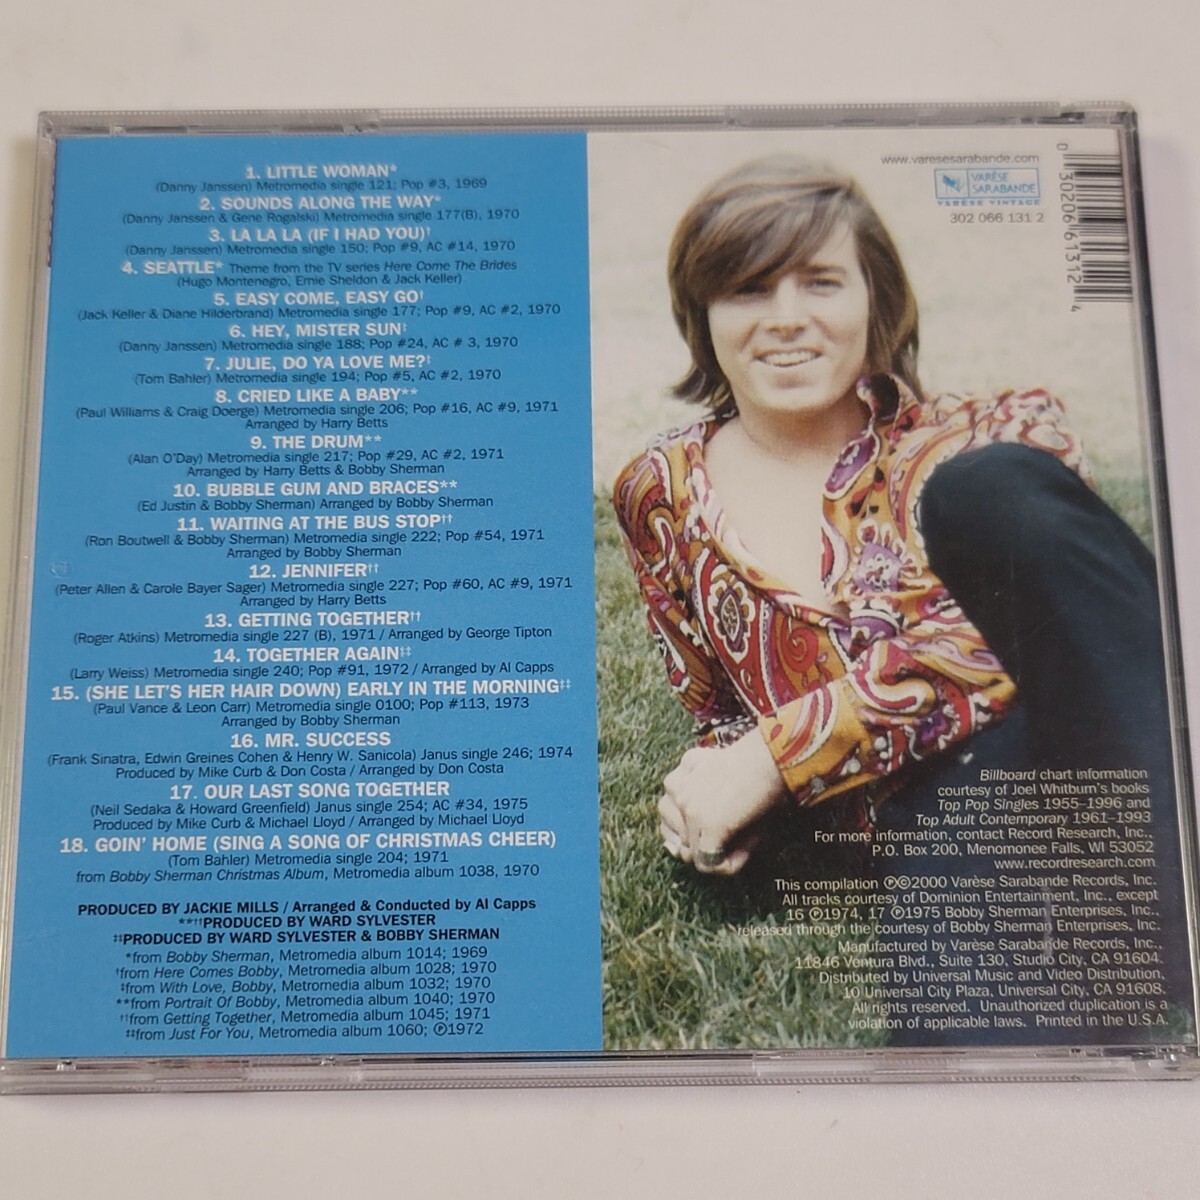 1. LITTLE WOMAN*
(Danny Janssen) Metromedia single 121; Pop #3, 1969
2. SOUNDS ALONG THE WAY*
(Danny Janssen & Gene Rogalski) Metromedia single 177(B), 1970
3. LA LA LA (IF I HAD YOU)†
(Danny Janssen) Metromedia single 150; Pop #9, AC #14, 1970
4. SEATTLE* Theme from the TV series Here Come The Brides
(Hugo Montenegro, Ernie Sheldon & Jack Keller)
5. EASY COME, EASY GO†
(Jack Keller & Diane Hilderbrand) Metromedia single 177; Pop #9, AC #2, 1970
6. HEY, MISTER SUN‡
(Danny Janssen) Metromedia single 188; Pop #24, AC # 3, 1970
7. JULIE, DO YA LOVE ME?‡
(Tom Bahler) Metromedia single 194; Pop #5, AC #2, 1970
8. CRIED LIKE A BABY**
(Paul Williams & Craig Doerge) Metromedia single 206; Pop #16, AC #9, 1971
Arranged by Harry Betts
9. THE DRUM**
(Alan O'Day) Metromedia single 217; Pop #29, AC #2, 1971
Arranged by Harry Betts & Bobby Sherman
10. BUBBLE GUM AND BRACES**
(Ed Justin & Bobby Sherman) Arranged by Bobby Sherman
11. WAITING AT THE BUS STOP††
(Ron Boutwell & Bobby Sherman) Metromedia single 222; Pop #54, 1971
Arranged by Bobby Sherman
12. JENNIFER††
(Peter Allen & Carole Bayer Sager) Metromedia single 227; Pop #60, AC #9, 1971
Arranged by Harry Betts
13. GETTING TOGETHER††
(Roger Atkins) Metromedia single 227 (B), 1971 / Arranged by George Tipton
14. TOGETHER AGAIN‡‡
(Larry Weiss) Metromedia single 240; Pop #91, 1972 / Arranged by Al Capps
15. (SHE LET'S HER HAIR DOWN) EARLY IN THE MORNING‡‡
(Paul Vance & Leon Carr) Metromedia single 0100; Pop #113, 1973
Arranged by Bobby Sherman
16. MR. SUCCESS
(Frank Sinatra, Edwin Greines Cohen & Henry W. Sanicola) Janus single 246; 1974
Produced by Mike Curb & Don Costa / Arranged by Don Costa
17. OUR LAST SONG TOGETHER
(Neil Sedaka & Howard Greenfield) Janus single 254; AC #34, 1975
Produced by Mike Curb & Michael Lloyd / Arranged by Michael Lloyd
18. GOIN' HOME (SING A SONG OF CHRISTMAS CHEER)
(Tom Bahler) Metromedia single 204; 1971
from Bobby Sherman Christmas Album, Metromedia album 1038, 1970
PRODUCED BY JACKIE MILLS / Arranged & Conducted by Al Capps
**††PRODUCED BY WARD SYLVESTER
‡‡PRODUCED BY WARD SYLVESTER & BOBBY SHERMAN
*from Bobby Sherman, Metromedia album 1014; 1969
†from Here Comes Bobby, Metromedia album 1028; 1970
‡from With Love, Bobby, Metromedia album 1032; 1970
**from Portrait Of Bobby, Metromedia album 1040; 1970
††from Getting Together, Metromedia album 1045; 1971
‡‡from Just For You, Metromedia album 1060; ℗1972
www.varesesarabande.com
VARÈSE
SARABANDE
VARÈSE VINTAGE
302 066 131 2
0 30206 61312 4
Billboard chart information
courtesy of Joel Whitburn's books
Top Pop Singles 1955–1996 and
Top Adult Contemporary 1961–1993
For more information, contact Record Research, Inc.,
P.O. Box 200, Menomonee Falls, WI 53052
www.recordresearch.com
This compilation ℗©2000 Varèse Sarabande Records, Inc.
All tracks courtesy of Dominion Entertainment, Inc., except
16 ℗1974, 17 ℗1975 Bobby Sherman Enterprises, Inc.,
released through the courtesy of Bobby Sherman Enterprises, Inc.
Manufactured by Varèse Sarabande Records, Inc.,
11846 Ventura Blvd., Suite 130, Studio City, CA 91604.
Distributed by Universal Music and Video Distribution,
10 Universal City Plaza, Universal City, CA 91608.
All rights reserved. Unauthorized duplication is a
violation of applicable laws. Printed in the U.S.A.